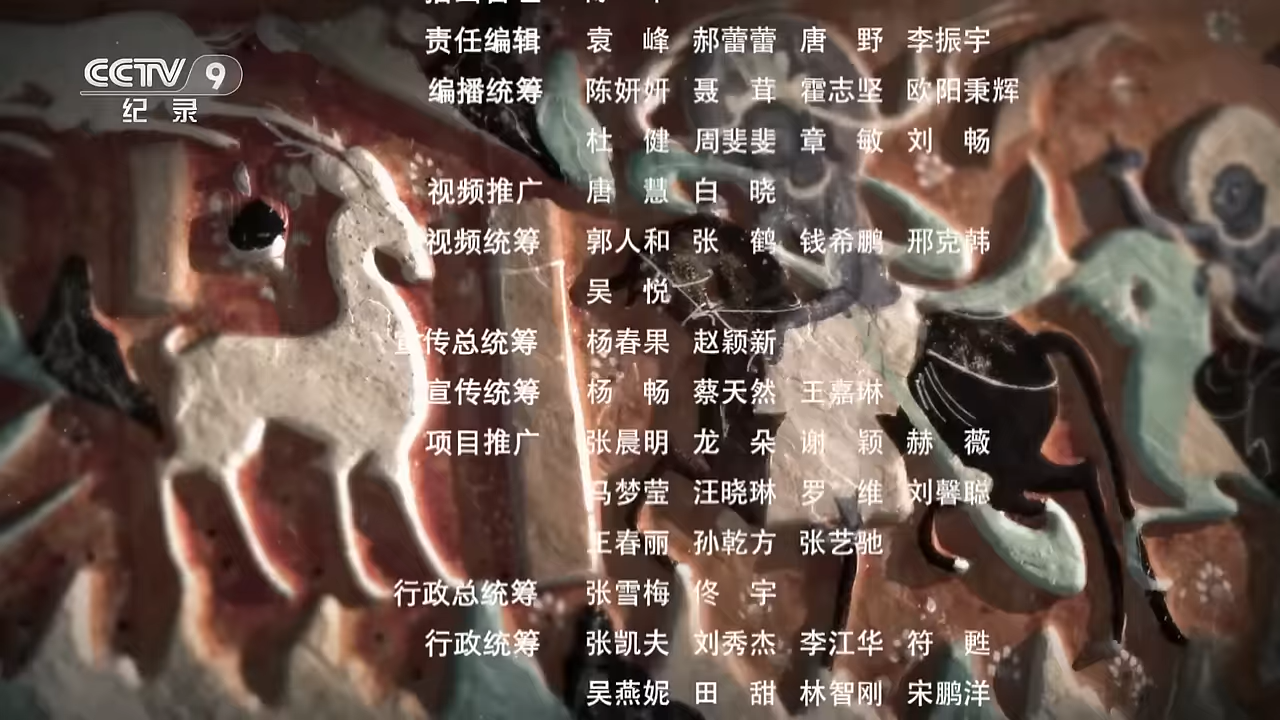 责任编辑 袁 峰 郝蕾蕾 唐 野 李振宇
CCTV 9
纪录
编播统筹 陈妍妍 聂 茸 霍志坚 欧阳秉辉
杜 健 周斐斐 章 敏 刘 畅
视频推广 唐 慧 白 晓
视频统筹 郭人和 张 鹤 钱希鹏 邢克韩
吴 悦
宣传总统筹 杨春果 赵颖新
宣传统筹 杨 畅 蔡天然 王嘉琳
项目推广 张晨明 龙 朵 谢 颖 赫 薇
马梦莹 汪晓琳 罗 维 刘馨聪
王春丽 孙乾方 张艺驰
行政总统筹 张雪梅 佟 宇
行政统筹 张凯夫 刘秀杰 李江华 符 甦
吴燕妮 田 甜 林智刚 宋鹏洋